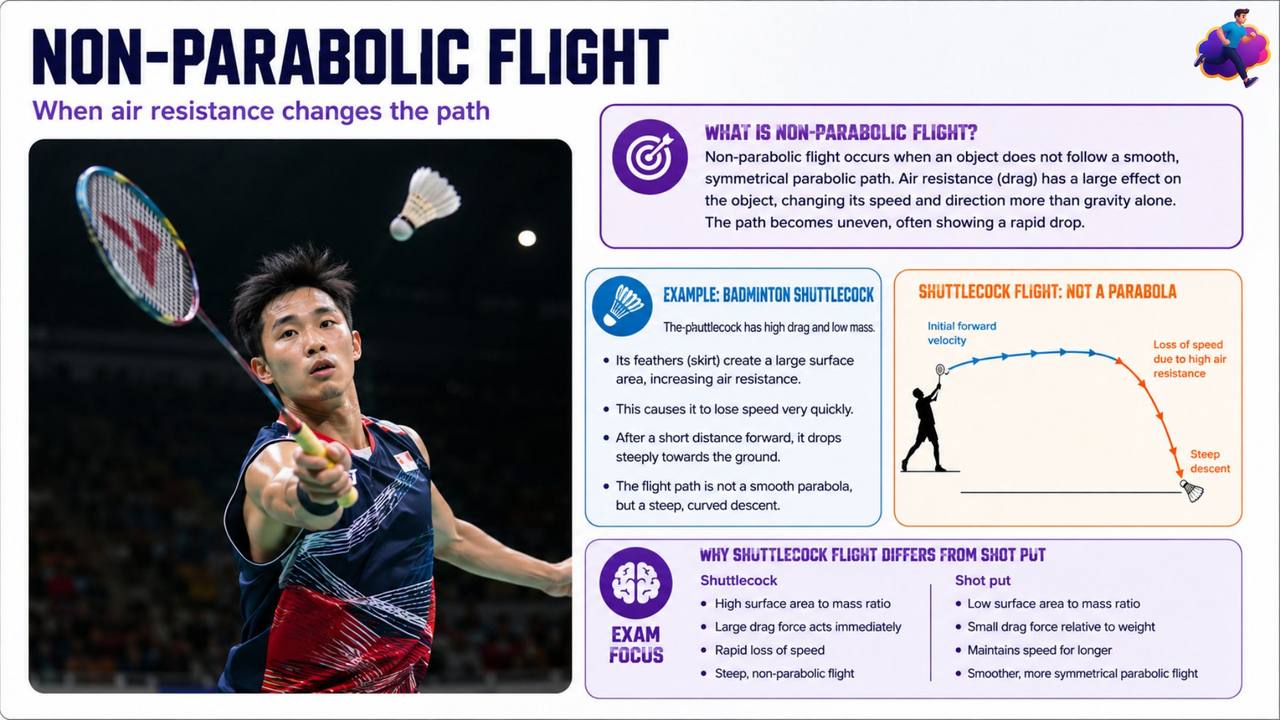 NON-PARABOLIC FLIGHT
When air resistance changes the path
WHAT IS NON-PARABOLIC FLIGHT?
Non-parabolic flight occurs when an object does not follow a smooth,
symmetrical parabolic path. Air resistance (drag) has a large effect on
the object, changing its speed and direction more than gravity alone.
The path becomes uneven, often showing a rapid drop.
EXAMPLE: BADMINTON SHUTTLECOCK
has high drag and low mass.
• Its feathers (skirt) create a large surface
area, increasing air resistance.
• This causes it to lose speed very quickly.
• After a short distance forward, it drops
steeply towards the ground.
• The flight path is not a smooth parabola,
but a steep, curved descent.
SHUTTLECOCK FLIGHT: NOT A PARABOLA
Initial forward
velocity
Loss of speed
due to high air
resistance
Steep
descent
EXAM
FOCUS
WHY SHUTTLECOCK FLIGHT DIFFERS FROM SHOT PUT
Shuttlecock
• High surface area to mass ratio
• Large drag force acts immediately
• Rapid loss of speed
• Steep, non-parabolic flight
Shot put
• Low surface area to mass ratio
• Small drag force relative to weight
• Maintains speed for longer
• Smoother, more symmetrical parabolic flight